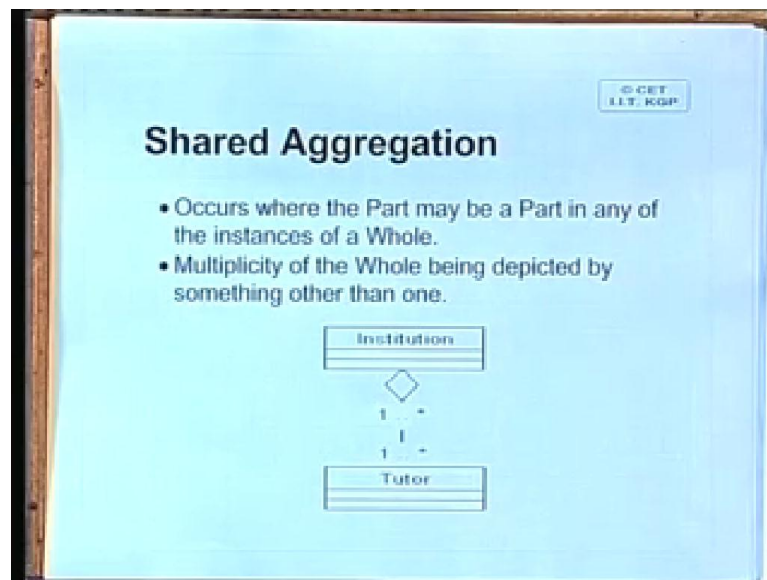 © CET
I.I.T. KGP
Shared Aggregation
• Occurs where the Part may be a Part in any of
the instances of a Whole.
• Multiplicity of the Whole being depicted by
something other than one.
Institution
1 .. *
1 .. *
Tutor